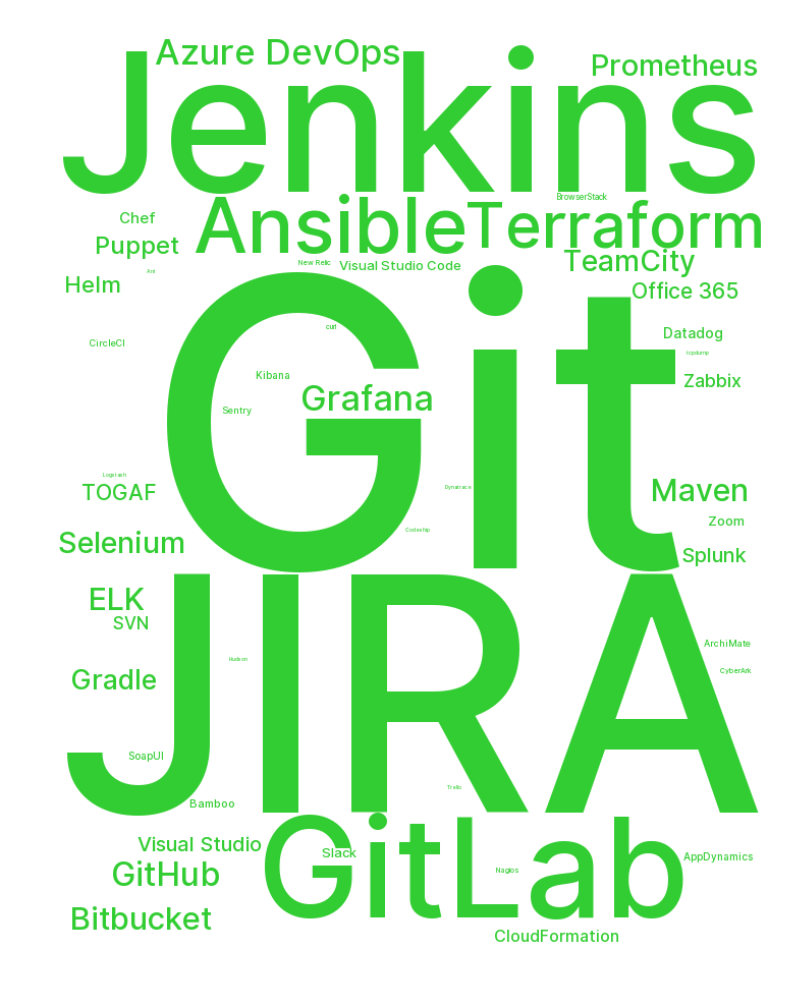 Azure DevOps
Prometheus
Jenkins
BrowserStack
Ansible
Terraform
Chef
Puppet
TeamCity
New Relic
Visual Studio Code
Helm
Office 365
Git
curl
Datadog
CircleCI
tcpdump
Kibana
Zabbix
Grafana
Sentry
Logstash
Dynatrace
TOGAF
Maven
Zoom
Codeship
Selenium
Splunk
JIRA
ELK
SVN
ArchiMate
Hudson
CyberArk
Gradle
SoapUI
Trello
Bamboo
GitLab
Visual Studio
Slack
AppDynamics
GitHub
Nagios
Bitbucket
CloudFormation